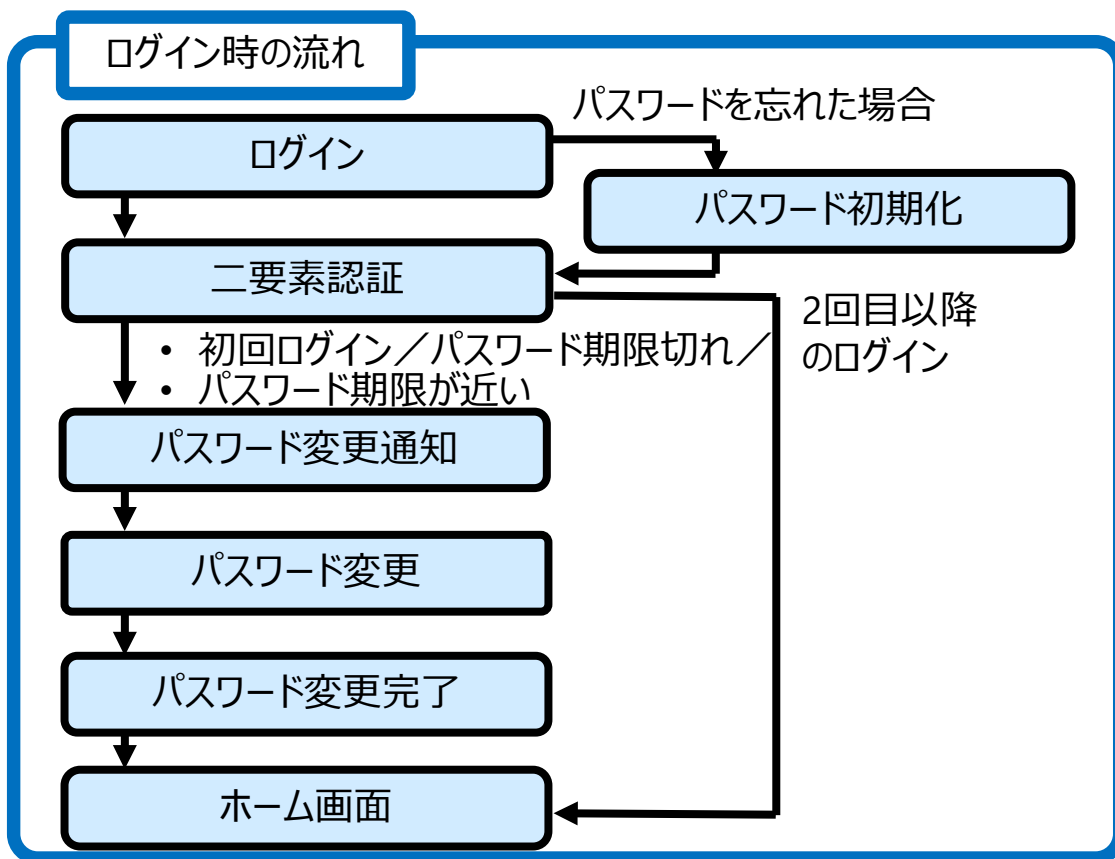 ログイン時の流れ
パスワードを忘れた場合
ログイン
パスワード初期化
二要素認証
2回目以降
のログイン
• 初回ログイン／パスワード期限切れ／
• パスワード期限が近い
パスワード変更通知
パスワード変更
パスワード変更完了
ホーム画面